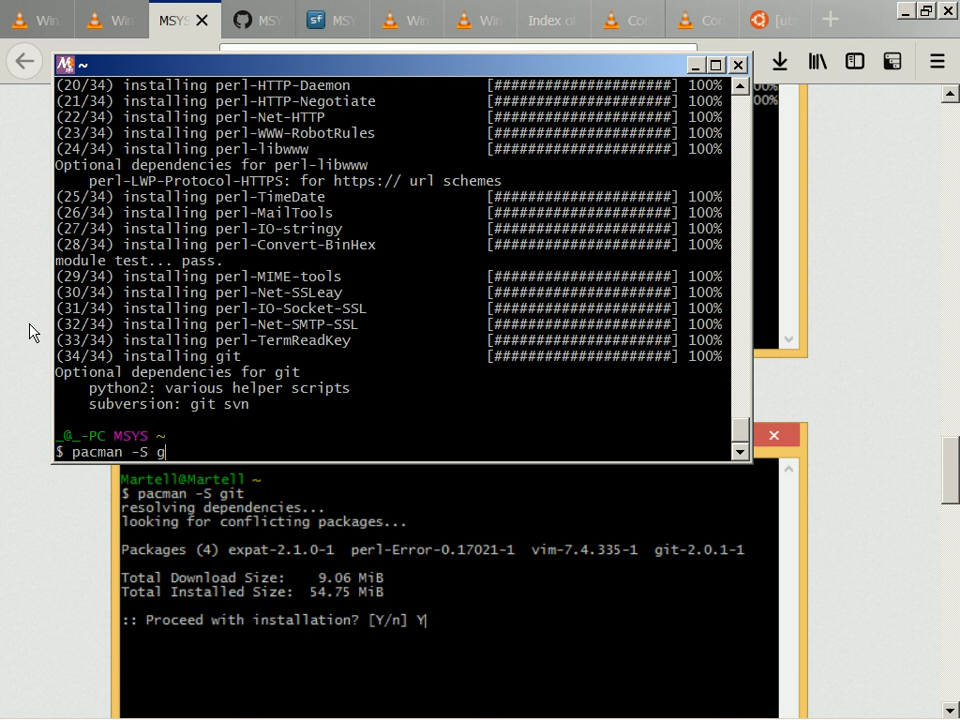 Win
Win
MSYS
MSY
MSY
Win
Win
Index o
Con
Con
[ub
~
(20/34) installing perl-HTTP-Daemon [#####################] 100%
(21/34) installing perl-HTTP-Negotiate [#####################] 100%
(22/34) installing perl-Net-HTTP [#####################] 100%
(23/34) installing perl-WWW-RobotRules [#####################] 100%
(24/34) installing perl-libwww [#####################] 100%
Optional dependencies for perl-libwww
perl-LWP-Protocol-HTTPS: for https:// url schemes
(25/34) installing perl-TimeDate [#####################] 100%
(26/34) installing perl-MailTools [#####################] 100%
(27/34) installing perl-IO-stringy [#####################] 100%
(28/34) installing perl-Convert-BinHex [#####################] 100%
module test... pass.
(29/34) installing perl-MIME-tools [#####################] 100%
(30/34) installing perl-Net-SSLeay [#####################] 100%
(31/34) installing perl-IO-Socket-SSL [#####################] 100%
(32/34) installing perl-Net-SMTP-SSL [#####################] 100%
(33/34) installing perl-TermReadKey [#####################] 100%
(34/34) installing git [#####################] 100%
Optional dependencies for git
python2: various helper scripts
subversion: git svn
_@_-PC MSYS ~
$ pacman -S g
Martell@Martell ~
$ pacman -S git
resolving dependencies...
looking for conflicting packages...
Packages (4) expat-2.1.0-1 perl-Error-0.17021-1 vim-7.4.335-1 git-2.0.1-1
Total Download Size: 9.06 MiB
Total Installed Size: 54.75 MiB
:: Proceed with installation? [Y/n] Y